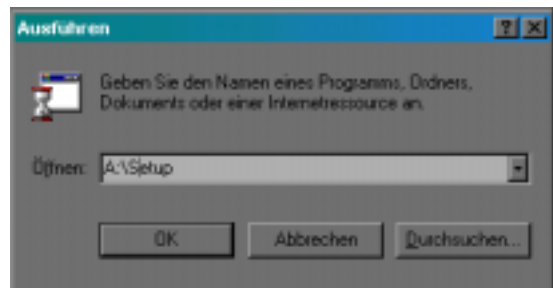 Ausführen
Geben Sie den Namen eines Programms, Ordners,
Dokuments oder einer Internetressource an.
Öffnen: A:\Setup
OK Abbrechen Durchsuchen...